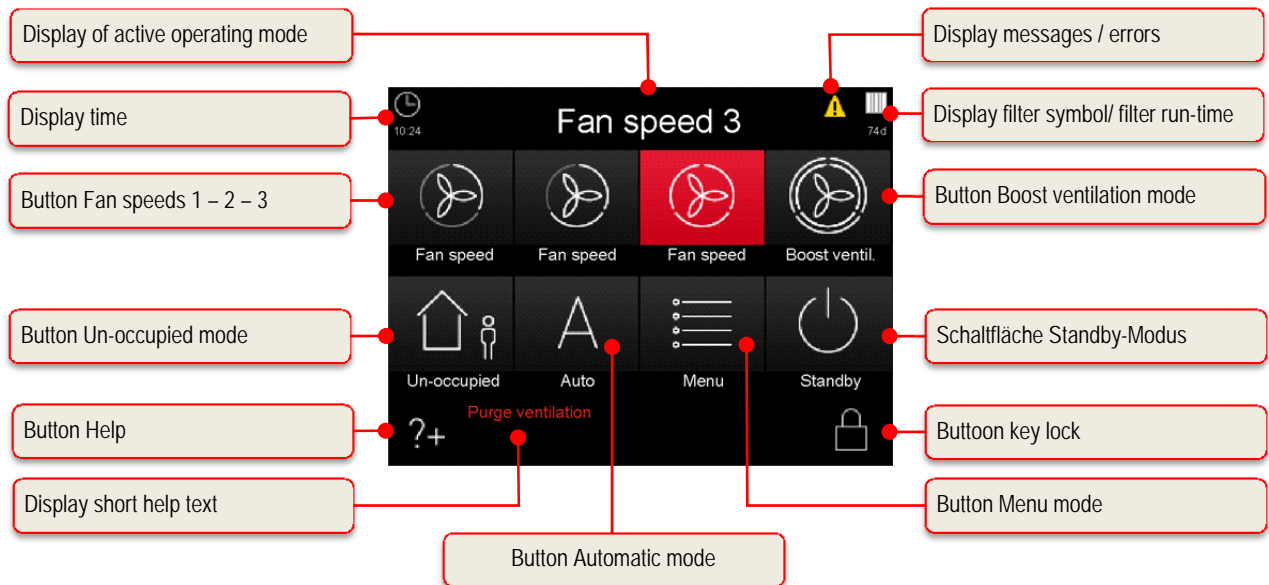 Display of active operating mode
Display messages / errors
Display time
Display filter symbol/ filter run-time
10:24
Fan speed 3
74d
Button Fan speeds 1 – 2 – 3
Button Boost ventilation mode
Fan speed
Fan speed
Fan speed
Boost ventil.
Button Un-occupied mode
A
Schaltfläche Standby-Modus
Un-occupied
Auto
Menu
Standby
Button Help
?+
Purge ventilation
Buttoon key lock
Display short help text
Button Menu mode
Button Automatic mode